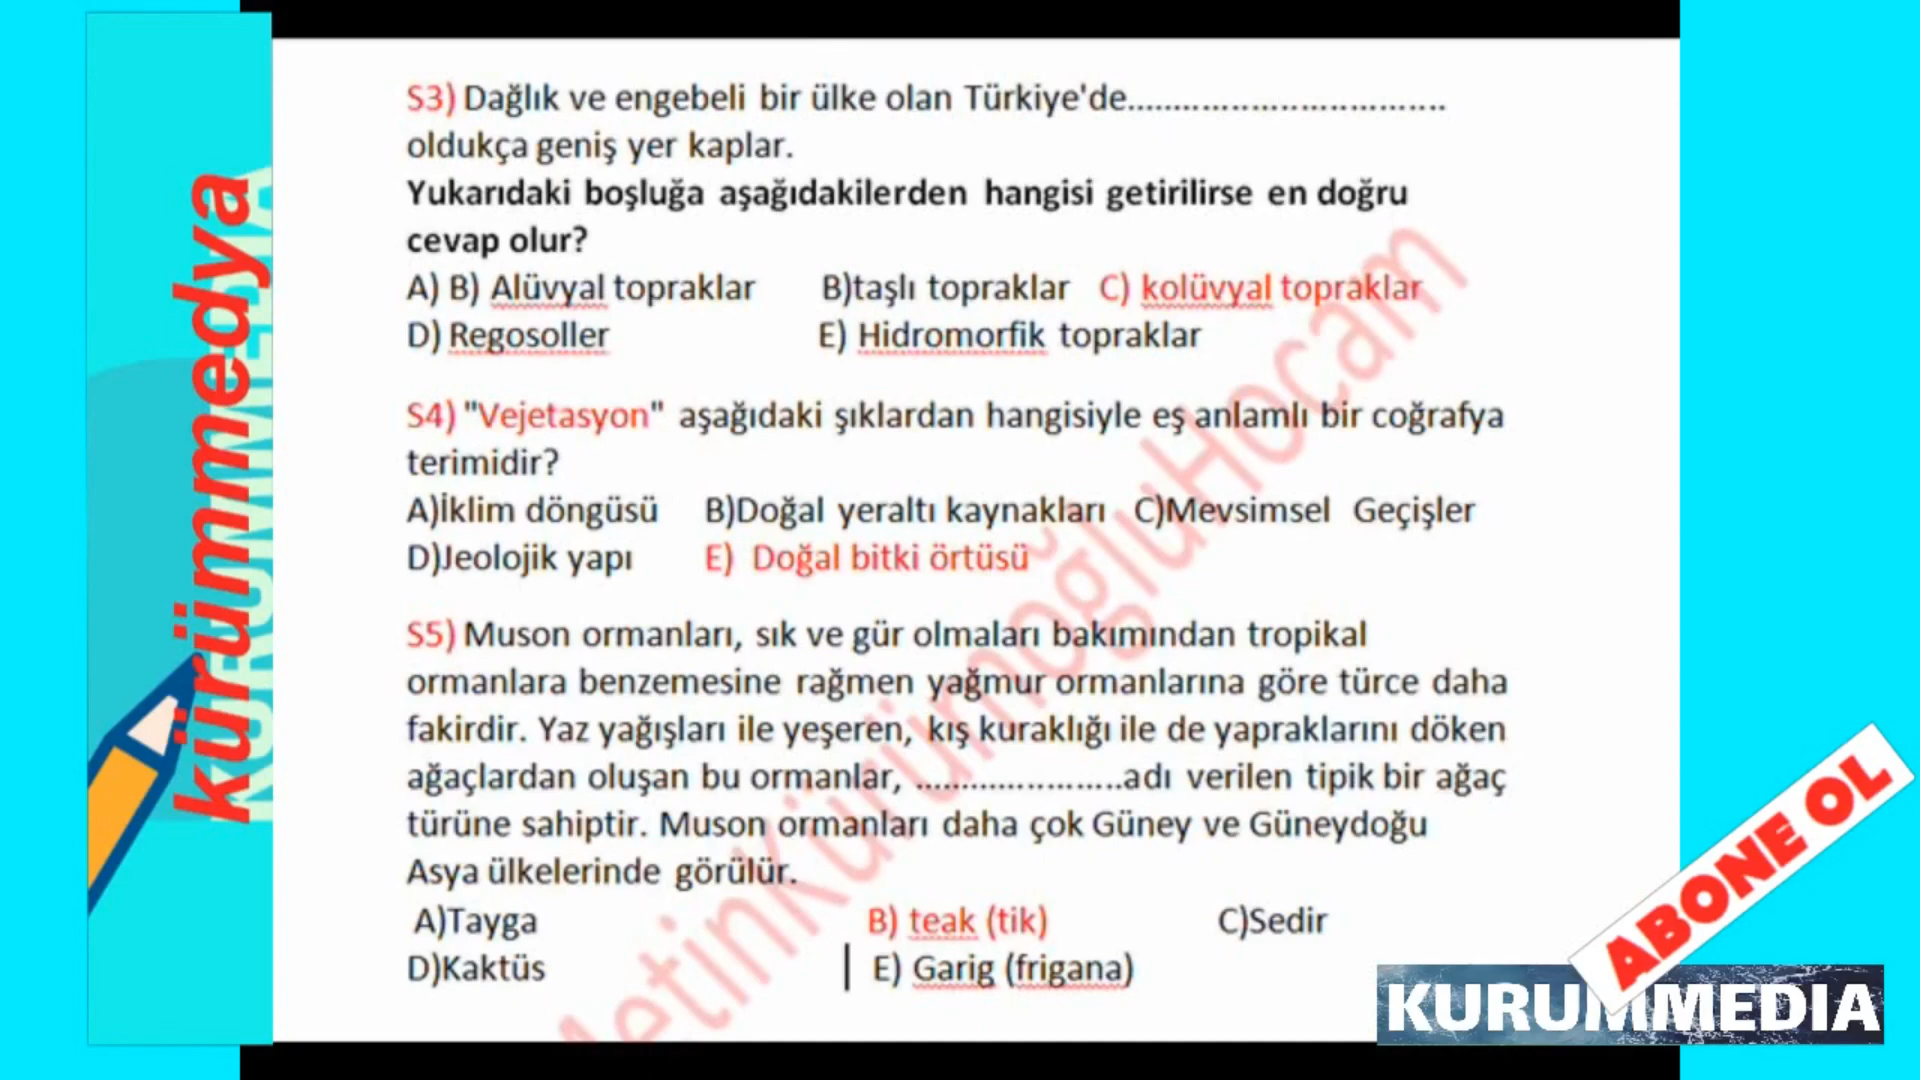 S3) Dağlık ve engebeli bir ülke olan Türkiye'de....................................
oldukça geniş yer kaplar.
Yukarıdaki boşluğa aşağıdakilerden hangisi getirilirse en doğru
cevap olur?
A) B) Alüvyal topraklar B)taşlı topraklar C) kolüvyal topraklar
D) Regosoller E) Hidromorfik topraklar
S4) "Vejetasyon" aşağıdaki şıklardan hangisiyle eş anlamlı bir coğrafya
terimidir?
A)İklim döngüsü B)Doğal yeraltı kaynakları C)Mevsimsel Geçişler
D)Jeolojik yapı E) Doğal bitki örtüsü
S5) Muson ormanları, sık ve gür olmaları bakımından tropikal
ormanlara benzemesine rağmen yağmur ormanlarına göre türce daha
fakirdir. Yaz yağışları ile yeşeren, kış kuraklığı ile de yapraklarını döken
ağaçlardan oluşan bu ormanlar, .......................adı verilen tipik bir ağaç
türüne sahiptir. Muson ormanları daha çok Güney ve Güneydoğu
Asya ülkelerinde görülür.
A)Tayga B) teak (tik) C)Sedir
D)Kaktüs E) Garig (frigana)
kürümmedya
KURUMMEDIA
MetinKürümoğluHocam
ABONE OL
KURUMMEDIA